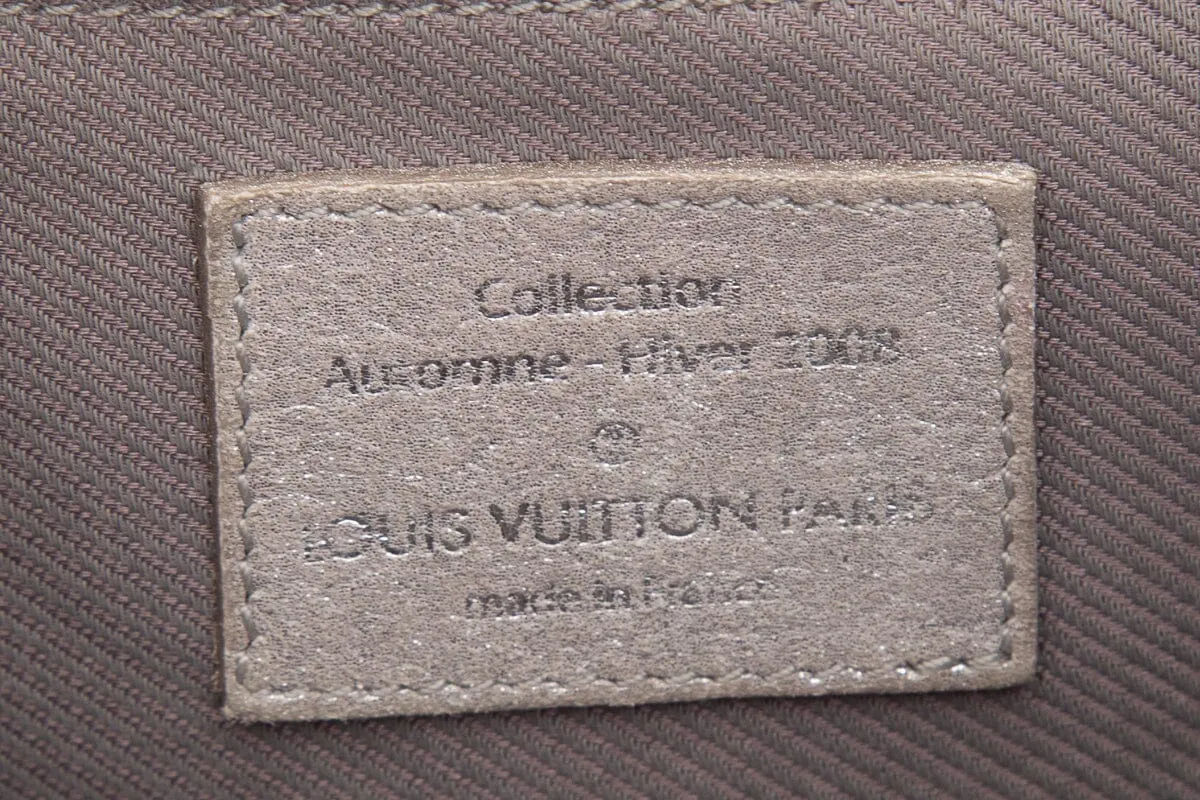 Collection
Automne - Hiver 2008
®
LOUIS VUITTON PARIS
made in France